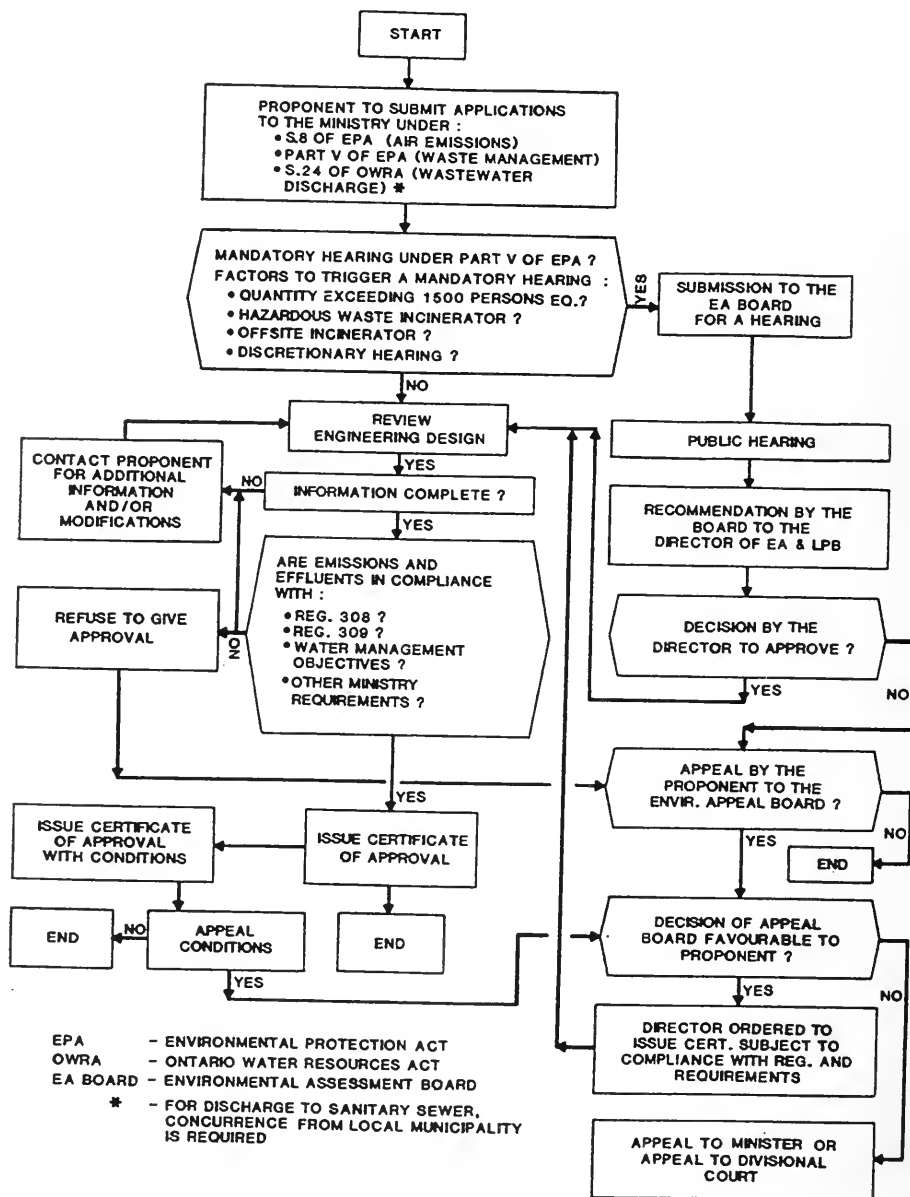 START
PROPONENT TO SUBMIT APPLICATIONS
TO THE MINISTRY UNDER :
• S.8 OF EPA (AIR EMISSIONS)
• PART V OF EPA (WASTE MANAGEMENT)
• S.24 OF OWRA (WASTEWATER
DISCHARGE) *
MANDATORY HEARING UNDER PART V OF EPA ?
FACTORS TO TRIGGER A MANDATORY HEARING :
• QUANTITY EXCEEDING 1500 PERSONS EQ.?
• HAZARDOUS WASTE INCINERATOR ?
• OFFSITE INCINERATOR ?
• DISCRETIONARY HEARING ?
YES
SUBMISSION TO THE
EA BOARD
FOR A HEARING
NO
REVIEW
ENGINEERING DESIGN
PUBLIC HEARING
YES
CONTACT PROPONENT
FOR ADDITIONAL
INFORMATION
AND/OR
MODIFICATIONS
NO
INFORMATION COMPLETE ?
YES
RECOMMENDATION BY THE
BOARD TO THE
DIRECTOR OF EA & LPB
ARE EMISSIONS AND
EFFLUENTS IN COMPLIANCE
WITH :
• REG. 308 ?
• REG. 309 ?
• WATER MANAGEMENT
OBJECTIVES ?
• OTHER MINISTRY
REQUIREMENTS ?
REFUSE TO GIVE
APPROVAL
NO
DECISION BY THE
DIRECTOR TO APPROVE ?
YES
NO
APPEAL BY THE
PROPONENT TO THE
ENVIR. APPEAL BOARD ?
YES
NO
YES
END
ISSUE CERTIFICATE
OF APPROVAL
WITH CONDITIONS
ISSUE CERTIFICATE
OF APPROVAL
END
NO
APPEAL
CONDITIONS
END
DECISION OF APPEAL
BOARD FAVOURABLE TO
PROPONENT ?
YES
YES
NO
DIRECTOR ORDERED TO
ISSUE CERT. SUBJECT TO
COMPLIANCE WITH REG. AND
REQUIREMENTS
EPA - ENVIRONMENTAL PROTECTION ACT
OWRA - ONTARIO WATER RESOURCES ACT
EA BOARD - ENVIRONMENTAL ASSESSMENT BOARD
* - FOR DISCHARGE TO SANITARY SEWER,
CONCURRENCE FROM LOCAL MUNICIPALITY
IS REQUIRED
APPEAL TO MINISTER OR
APPEAL TO DIVISIONAL
COURT